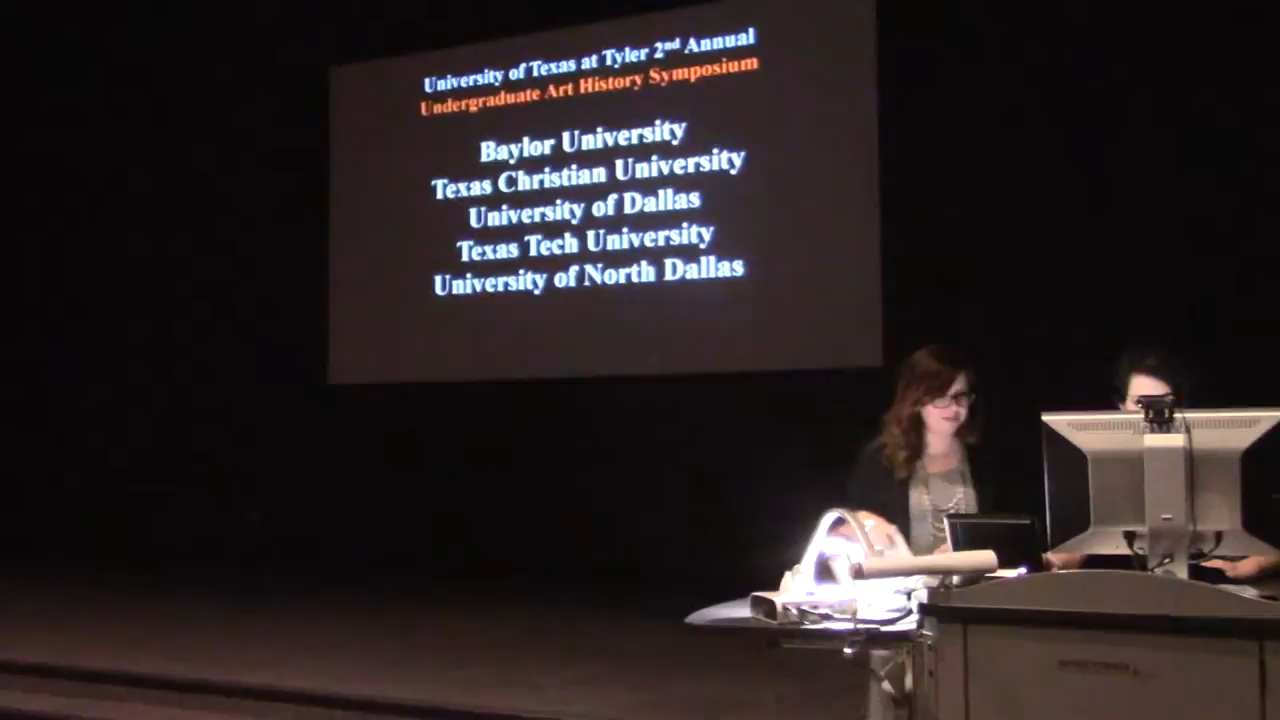 University of Texas at Tyler 2nd Annual
Undergraduate Art History Symposium
Baylor University
Texas Christian University
University of Dallas
Texas Tech University
University of North Dallas